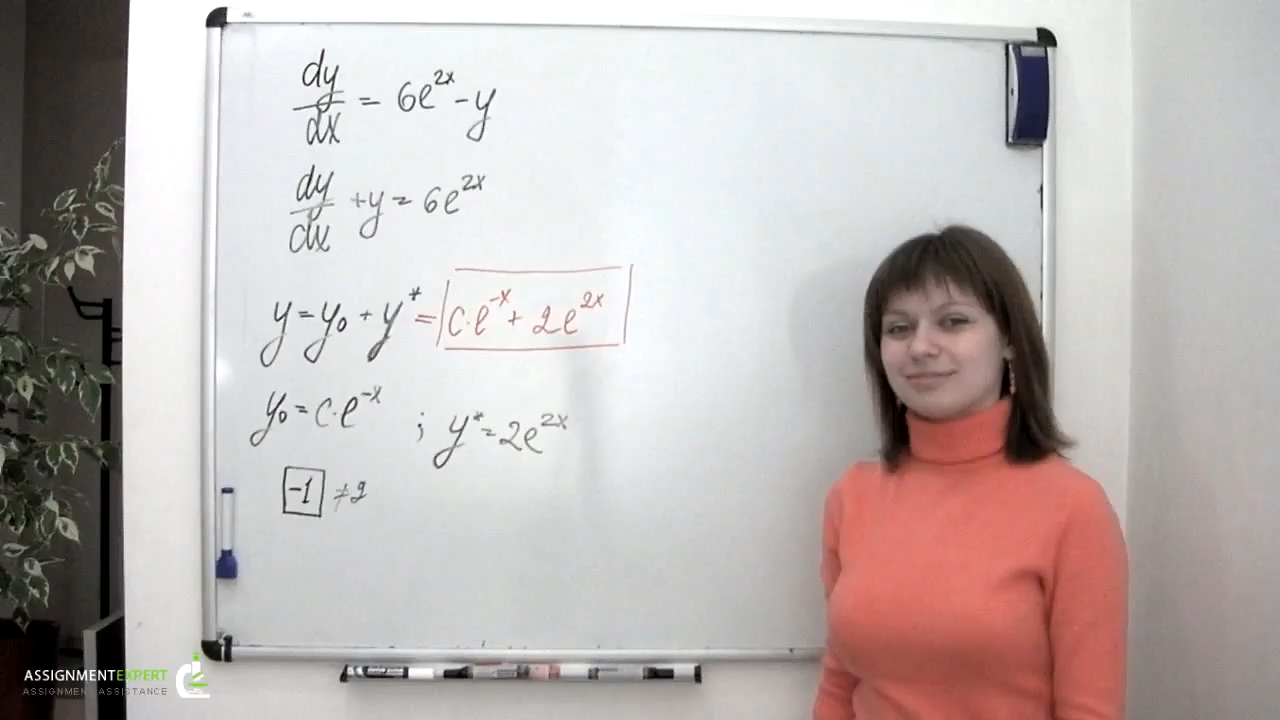 dy/dx = 6e^2x - y
dy/dx + y = 6e^2x
y = y₀ + y* = c·e^-x + 2e^2x
y₀ = c·e^-x ; y* = 2e^2x
-1 ≠ 2
ASSIGNMENTEXPERT
ASSIGNMENT ASSISTANCE